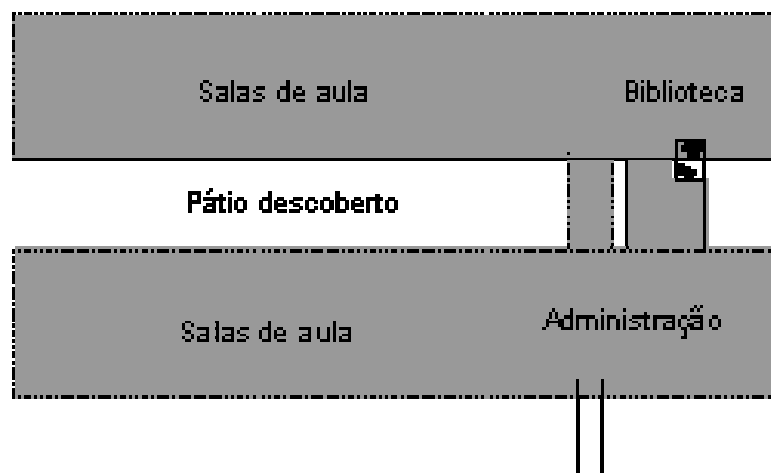 Salas de aula
Biblioteca
Pátio descoberto
Administração
Salas de aula